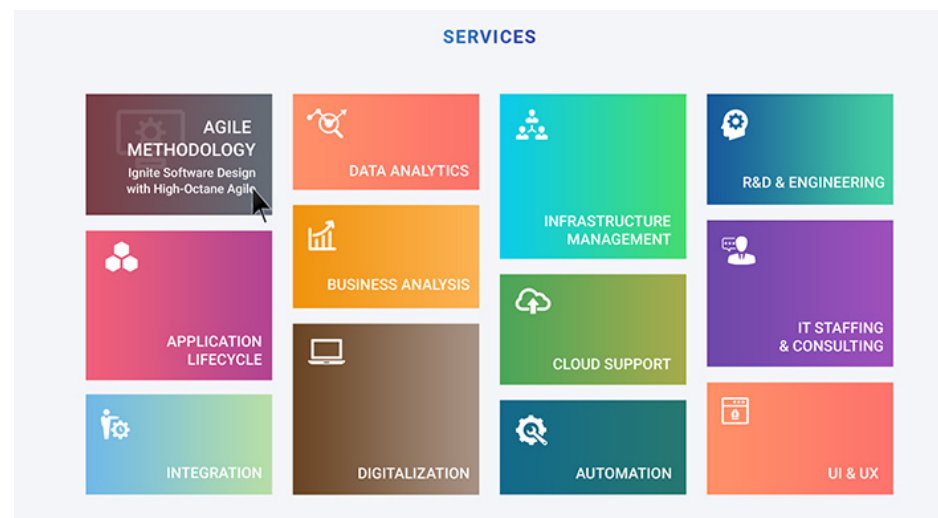 SERVICES
AGILE
METHODOLOGY
Ignite Software Design
with High-Octane Agile
DATA ANALYTICS
INFRASTRUCTURE
MANAGEMENT
R&D & ENGINEERING
APPLICATION
LIFECYCLE
BUSINESS ANALYSIS
CLOUD SUPPORT
IT STAFFING
& CONSULTING
INTEGRATION
DIGITALIZATION
AUTOMATION
UI & UX